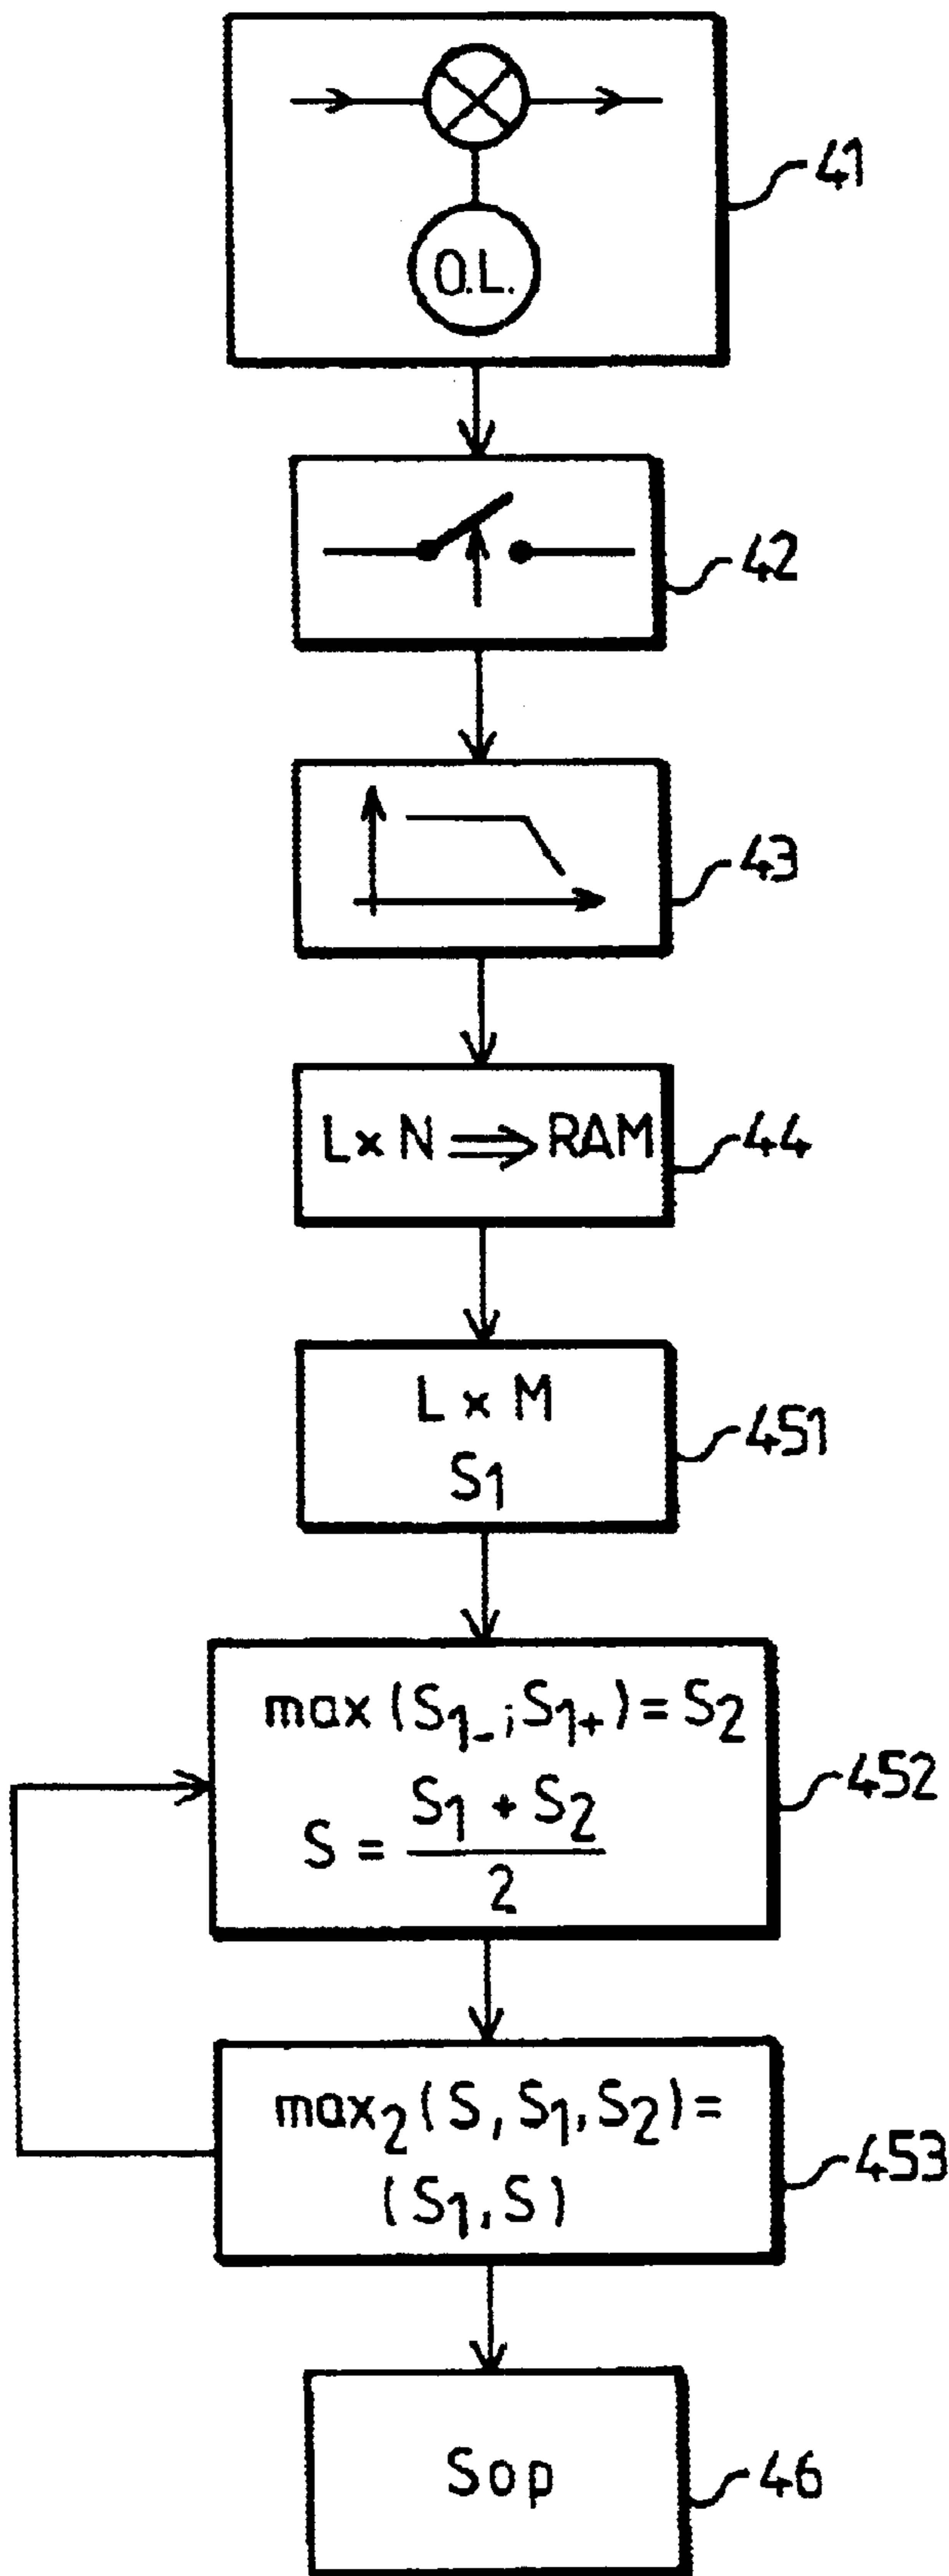 O.L.
41
42
43
L × N ⟹ RAM
44
L × M
S₁
451
max (S₁₋ ; S₁₊) = S₂
S = (S₁ + S₂) / 2
452
max₂ (S, S₁, S₂) =
(S₁, S)
453
Sop
46